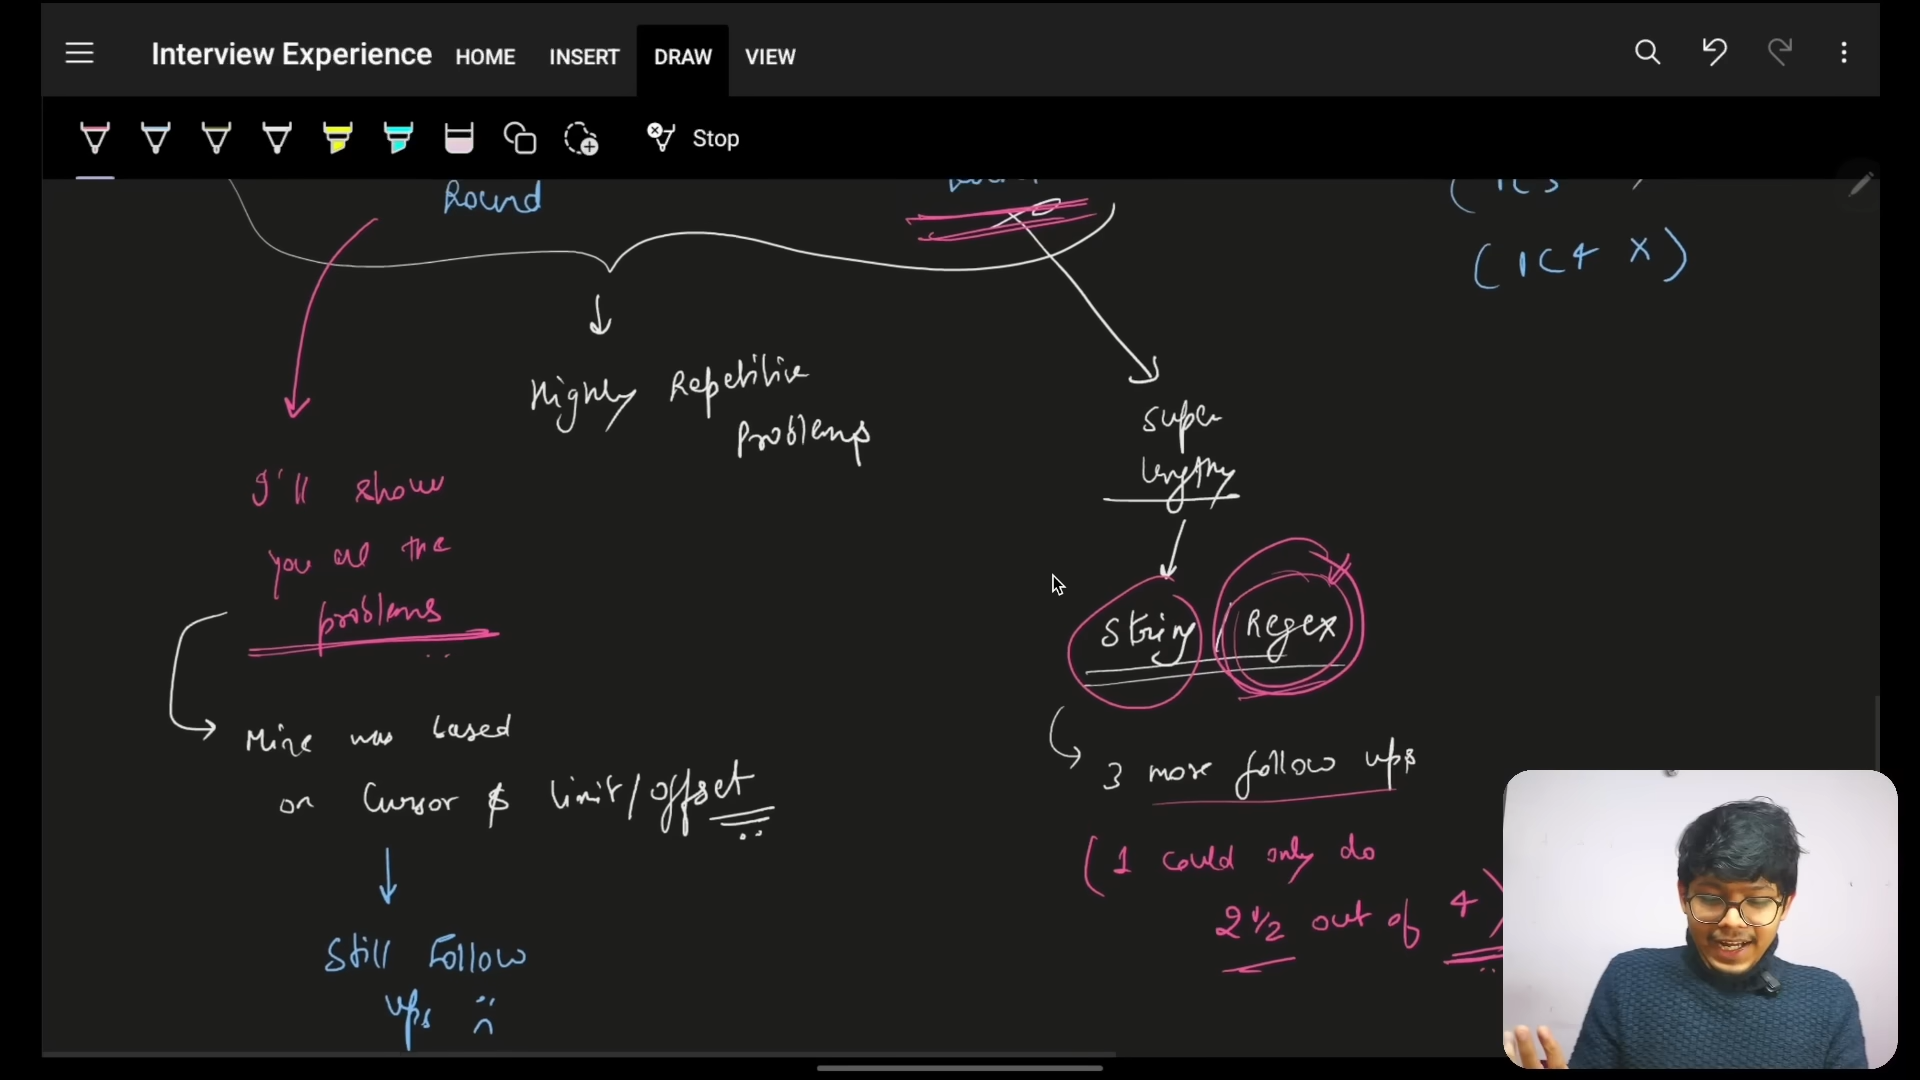 Interview Experience HOME INSERT DRAW VIEW
Stop
Round
(IC4 X)
Highly Repetitive
Problems
Super
lengthy
I'll show
you all the
problems
String / Regex
Mine was based
on Cursor & limit/offset
3 more follow ups
(I could only do
2 1/2 out of 4)
Still Follow
ups